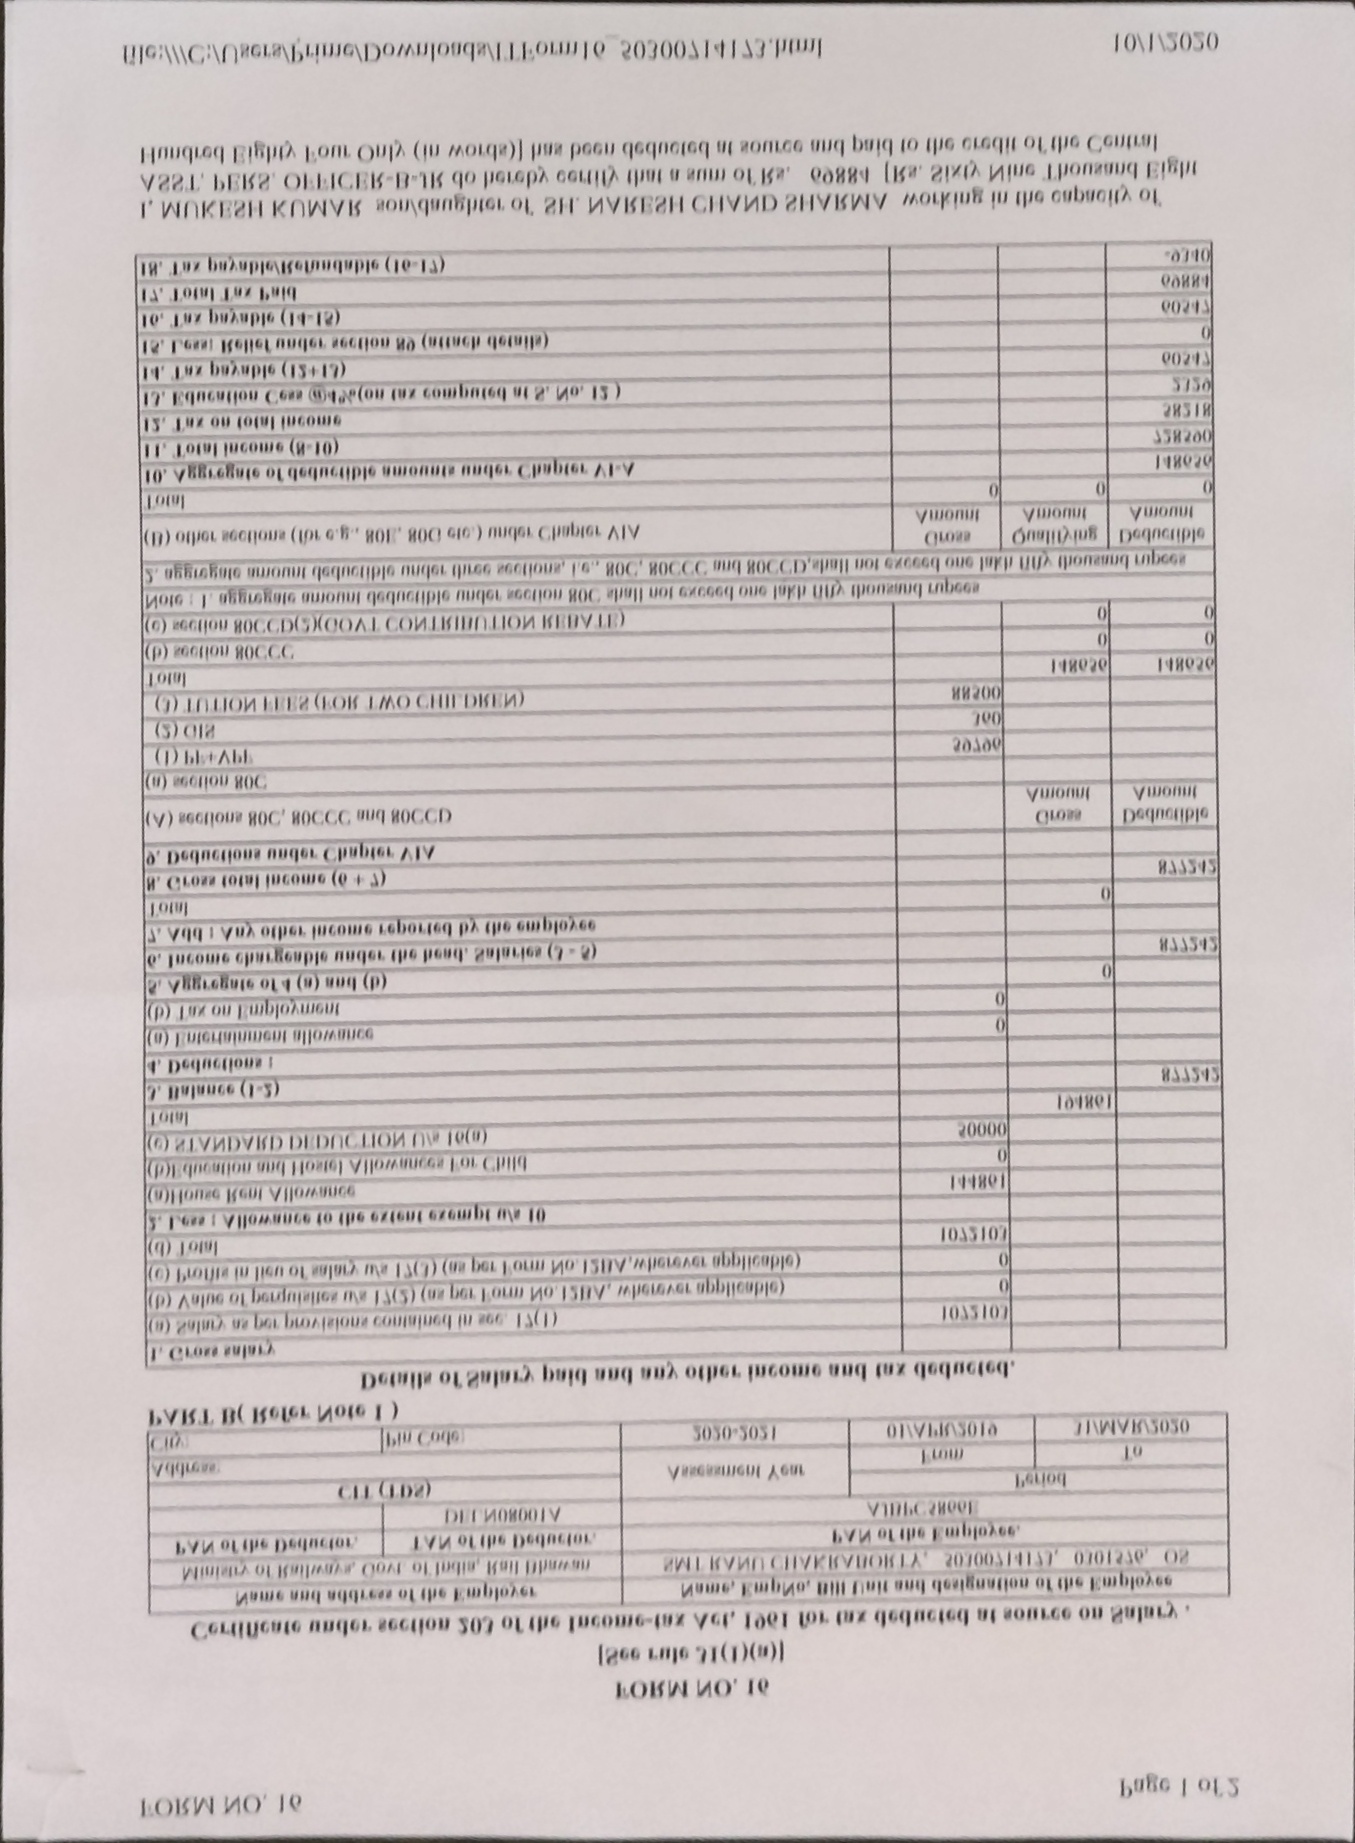 FORM NO. 16
Page 1 of 2
FORM NO. 16
[See rule 31(1)(a)]
Certificate under section 203 of the Income-tax Act, 1961 for tax deducted at source on Salary .
Name and address of the Employer Name, EmpNo, Bill Unit and designation of the Employee
Ministry of Railways, Govt. of India, Rail Bhawan SMT RANU CHAKRABORTY, 50300714173, 0301576, OS
PAN of the Deductor. TAN of the Deductor. PAN of the Employee.
DELN08001A AJBPC5866E
CIT (TDS) Assessment Year Period
Address: From To
City: Pin Code: 2020-2021 01/APR/2019 31/MAR/2020
PART B( Refer Note 1 )
Details of Salary paid and any other income and tax deducted.
1. Gross salary
(a) Salary as per provisions contained in sec. 17(1) 1072103
(b) Value of perquisites u/s 17(2) (as per Form No.12BA, wherever applicable) 0
(c) Profits in lieu of salary u/s 17(3) (as per Form No.12BA,wherever applicable) 0
(d) Total 1072103
2. Less : Allowance to the extent exempt u/s 10
(a)House Rent Allowance 144861
(b)Education and Hostel Allowances For Child 0
(c) STANDARD DEDUCTION U/s 16(a) 50000
Total 194861
3. Balance (1-2) 877242
4. Deductions :
(a) Entertainment allowance 0
(b) Tax on Employment 0
5. Aggregate of 4 (a) and (b) 0
6. Income chargeable under the head. Salaries (3 - 5) 877242
7. Add : Any other income reported by the employee
Total 0
8. Gross total income (6 + 7) 877242
9. Deductions under Chapter VIA
(A) sections 80C, 80CCC and 80CCD Gross Amount Deductible Amount
(a) section 80C
(1) PF+VPF 59796
(2) GIS 360
(3) TUTION FEES (FOR TWO CHILDREN) 88500
Total 148656 148656
(b) section 80CCC 0 0
(c) section 80CCD(2)(GOVT CONTRIBUTION REBATE) 0 0
Note : 1. aggregate amount deductible under section 80C shall not exceed one lakh fifty thousand rupees
2. aggregate amount deductible under three sections, i.e., 80C, 80CCC and 80CCD,shall not exceed one lakh fifty thousand rupees
(B) other sections (for e.g., 80E, 80G etc.) under Chapter VIA Gross Amount Qualifying Amount Deductible Amount
Total 0 0 0
10. Aggregate of deductible amounts under Chapter VI-A 148656
11. Total income (8-10) 728590
12. Tax on total income 58218
13. Education Cess @4%(on tax computed at S. No. 12 ) 2329
14. Tax payable (12+13) 60547
15. Less: Relief under section 89 (attach details) 0
16. Tax payable (14-15) 60547
17. Total Tax Paid 69884
18. Tax payable/Refundable (16-17) -9340
I, MUKESH KUMAR son/daughter of SH. NARESH CHAND SHARMA working in the capacity of
ASST. PERS. OFFICER-B-JR do hereby certify that a sum of Rs. 69884 [Rs. Sixty Nine Thousand Eight
Hundred Eighty Four Only (in words)] has been deducted at source and paid to the credit of the Central
file:///C:/Users/Prime/Downloads/ITForm16_50300714173.html
10/1/2020